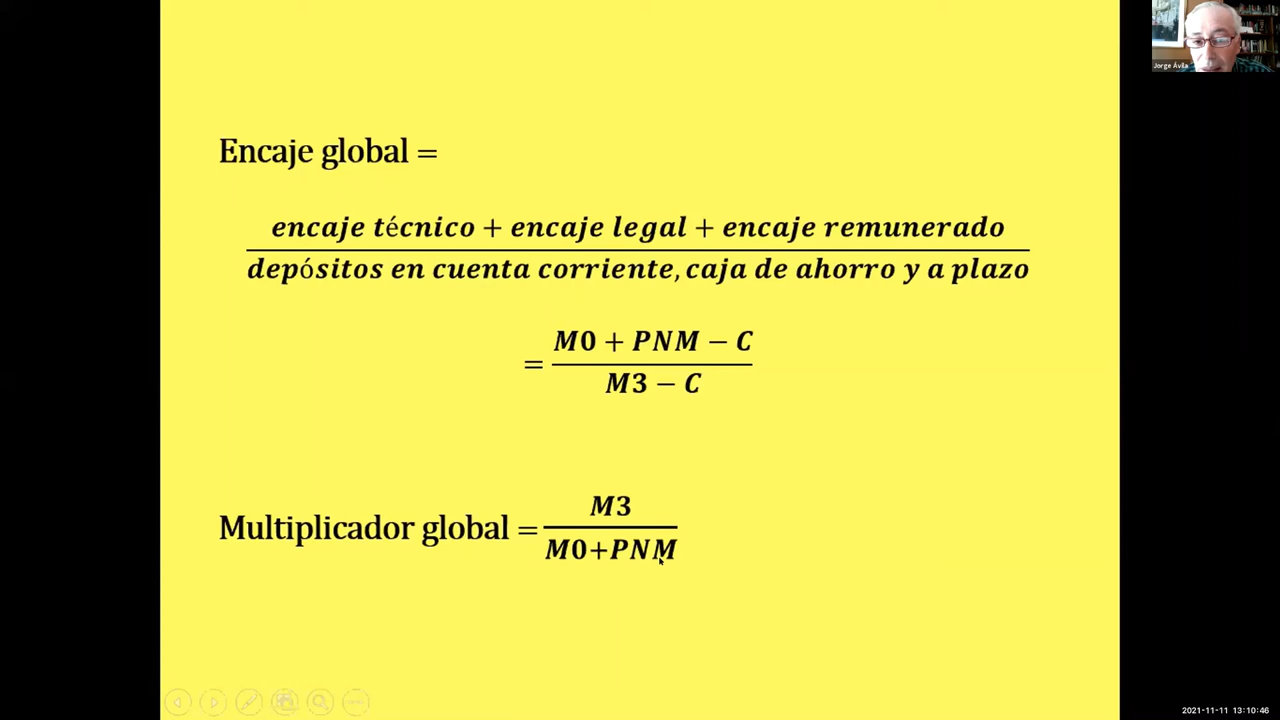 Jorge Ávila
Encaje global =
encaje técnico + encaje legal + encaje remunerado
depósitos en cuenta corriente, caja de ahorro y a plazo
= M0 + PNM − C
M3 − C
Multiplicador global = M3
M0+PNM
2021-11-11 13:10:46